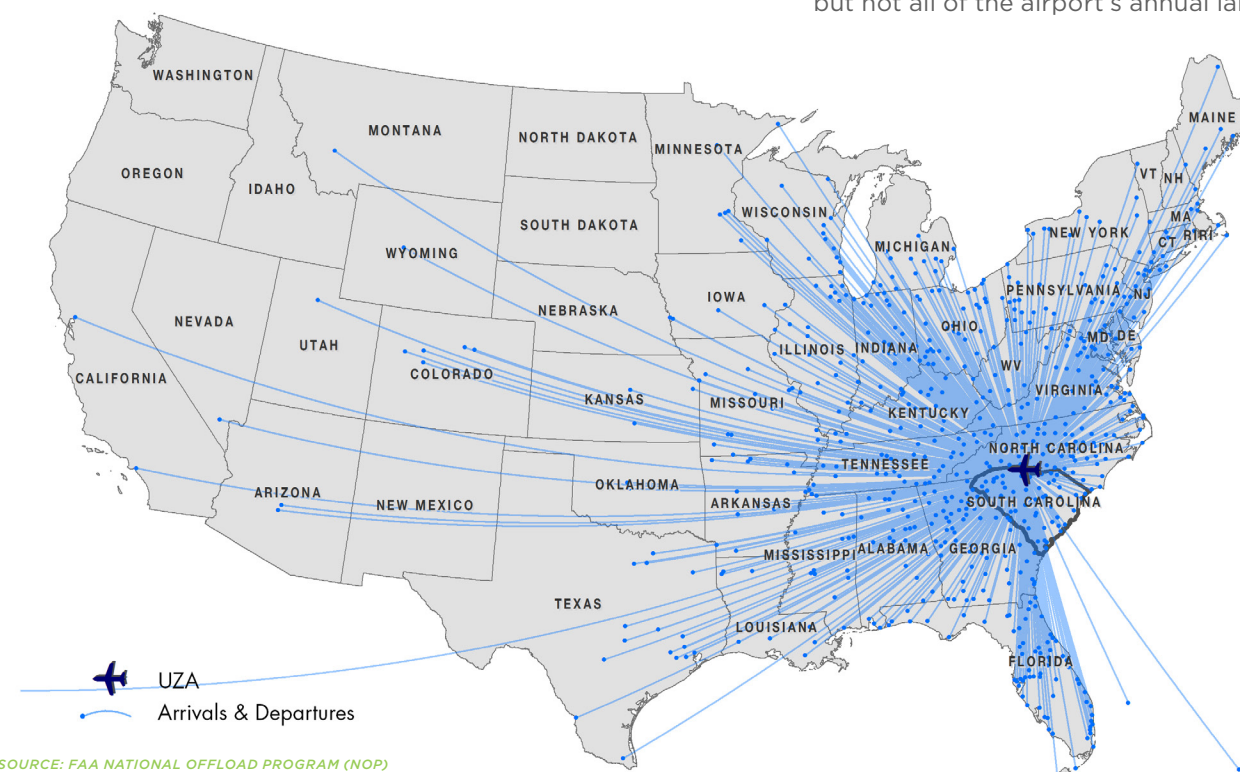 but not all of the airport's annual
WASHINGTON
MONTANA
NORTH DAKOTA
MINNESOTA
MAINE
OREGON
IDAHO
VT
NH
SOUTH DAKOTA
WISCONSIN
MA
WYOMING
MICHIGAN
NEW YORK
CT
RI
RI
NEBRASKA
IOWA
PENNSYLVANIA
NJ
NEVADA
UTAH
ILLINOIS
INDIANA
OHIO
MD
DE
COLORADO
WV
CALIFORNIA
KANSAS
MISSOURI
KENTUCKY
VIRGINIA
NORTH CAROLINA
TENNESSEE
ARIZONA
NEW MEXICO
OKLAHOMA
ARKANSAS
SOUTH CAROLINA
MISSISSIPPI
ALABAMA
GEORGIA
TEXAS
LOUISIANA
FLORIDA
UZA
Arrivals & Departures
SOURCE: FAA NATIONAL OFFLOAD PROGRAM (NOP)